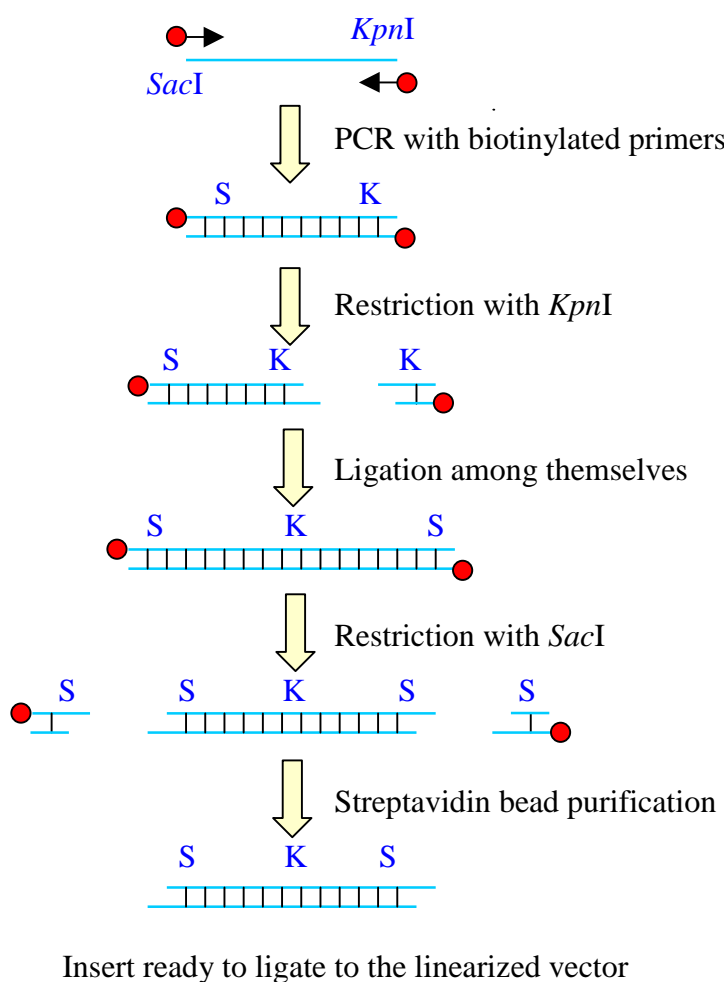 KpnI
SacI
PCR with biotinylated primers
S K
Restriction with KpnI
S K K
Ligation among themselves
S K S
Restriction with SacI
S S K S S
Streptavidin bead purification
S K S
Insert ready to ligate to the linearized vector